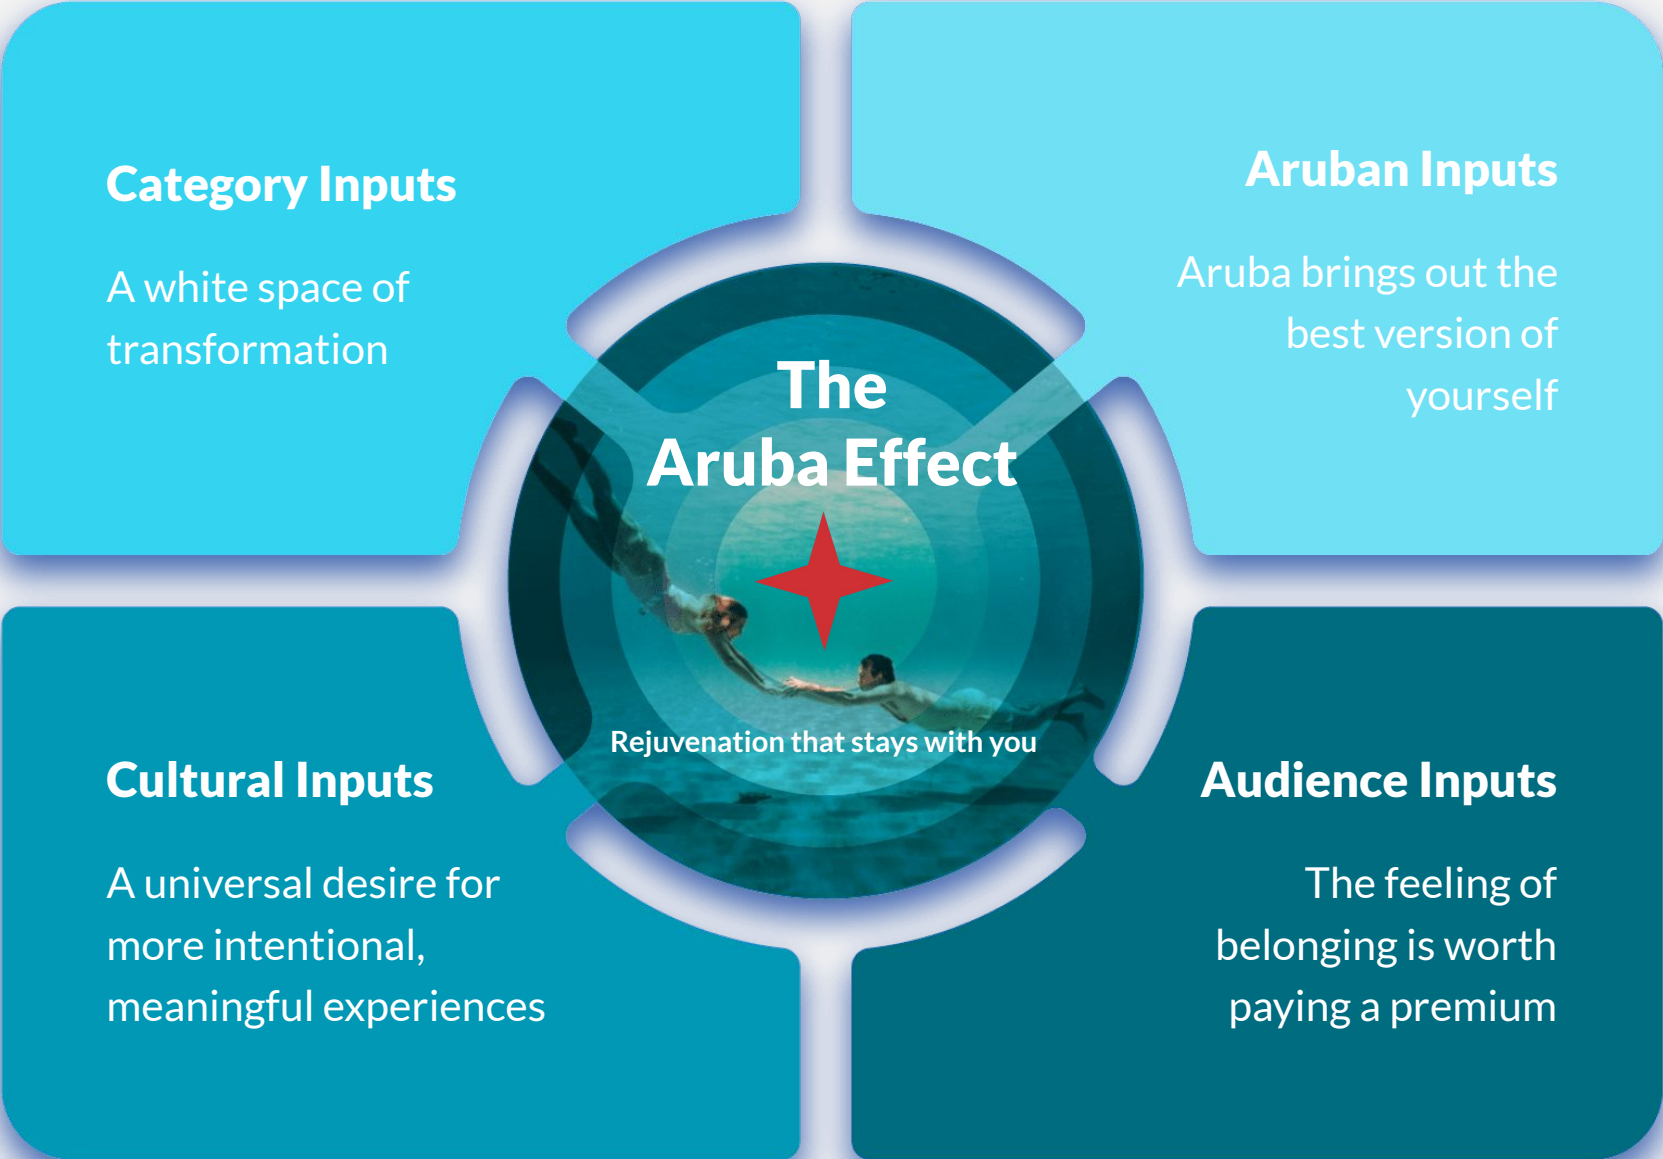 Category Inputs
A white space of
transformation
Aruban Inputs
Aruba brings out the
best version of
yourself
The
Aruba Effect
Rejuvenation that stays with you
Cultural Inputs
A universal desire for
more intentional,
meaningful experiences
Audience Inputs
The feeling of
belonging is worth
paying a premium